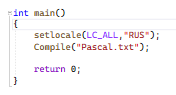 int main()
{
setlocale(LC_ALL,"RUS");
Compile("Pascal.txt");
return 0;
}